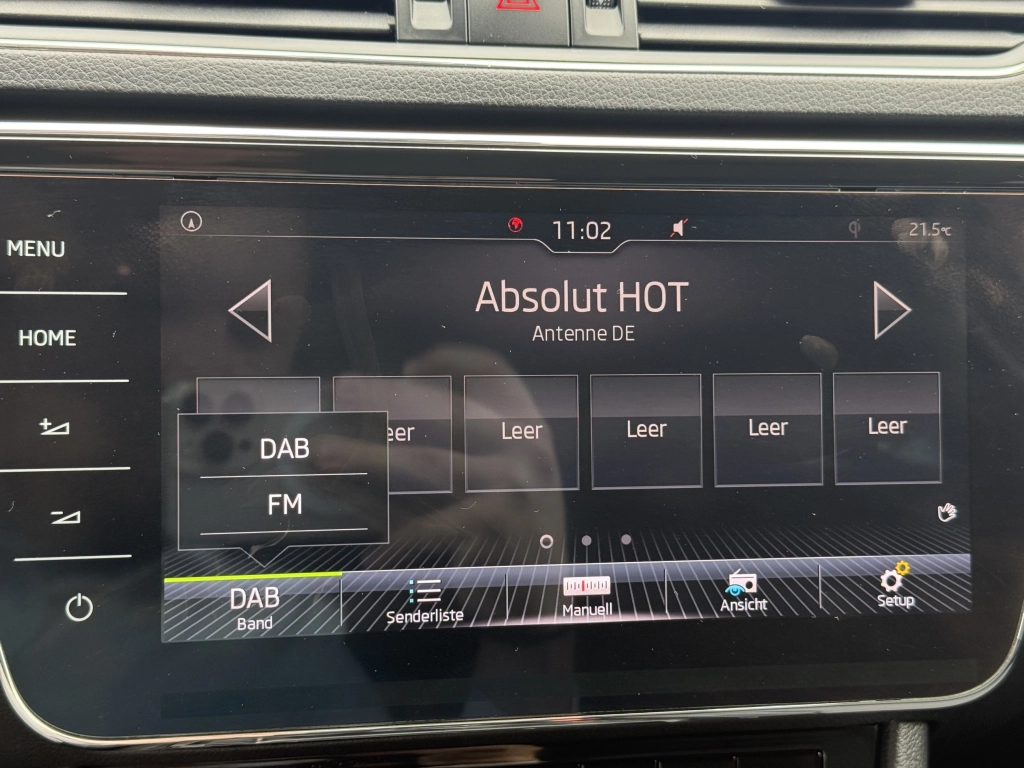 MENU
HOME
11:02
21.5°C
Absolut HOT
Antenne DE
eer
Leer
Leer
Leer
Leer
DAB
FM
DAB
Band
Senderliste
Manuell
Ansicht
Setup